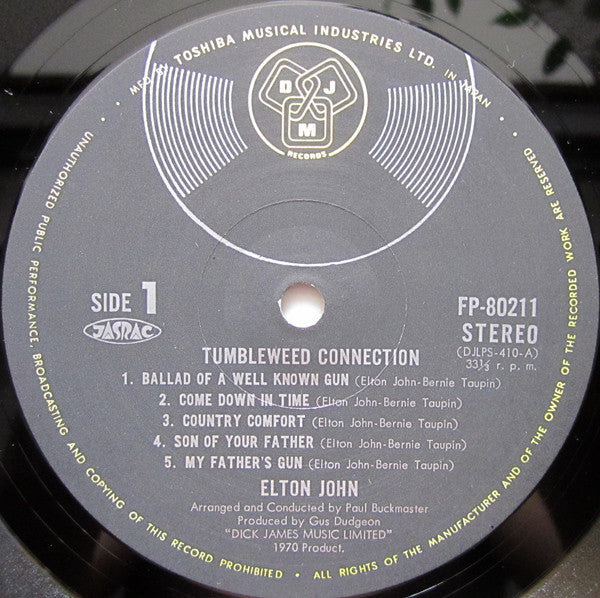 • MFD BY TOSHIBA MUSICAL INDUSTRIES LTD. IN JAPAN •
DJM
RECORDS
SIDE 1
JASRAC
FP-80211
STEREO
(DJLPS-410-A)
33⅓ r. p. m.
TUMBLEWEED CONNECTION
1. BALLAD OF A WELL KNOWN GUN (Elton John-Bernie Taupin)
2. COME DOWN IN TIME (Elton John-Bernie Taupin)
3. COUNTRY COMFORT (Elton John-Bernie Taupin)
4. SON OF YOUR FATHER (Elton John-Bernie Taupin)
5. MY FATHER'S GUN (Elton John-Bernie Taupin)
ELTON JOHN
Arranged and Conducted by Paul Buckmaster
Produced by Gus Dudgeon
"DICK JAMES MUSIC LIMITED"
1970 Product.
UNAUTHORIZED PUBLIC PERFORMANCE, BROADCASTING AND COPYING OF THIS RECORD PROHIBITED • ALL RIGHTS OF THE MANUFACTURER AND OF THE OWNER OF THE RECORDED WORK ARE RESERVED